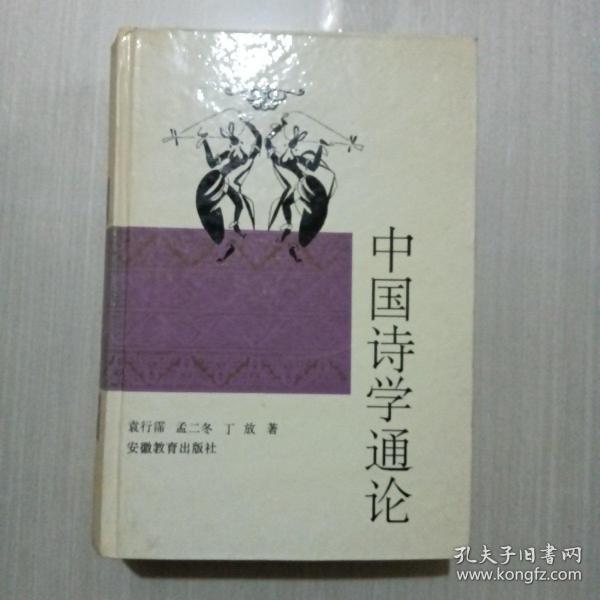 中国诗学通论
袁行霈 孟二冬 丁放 著
安徽教育出版社
孔夫子旧书网
www.kongfz.com